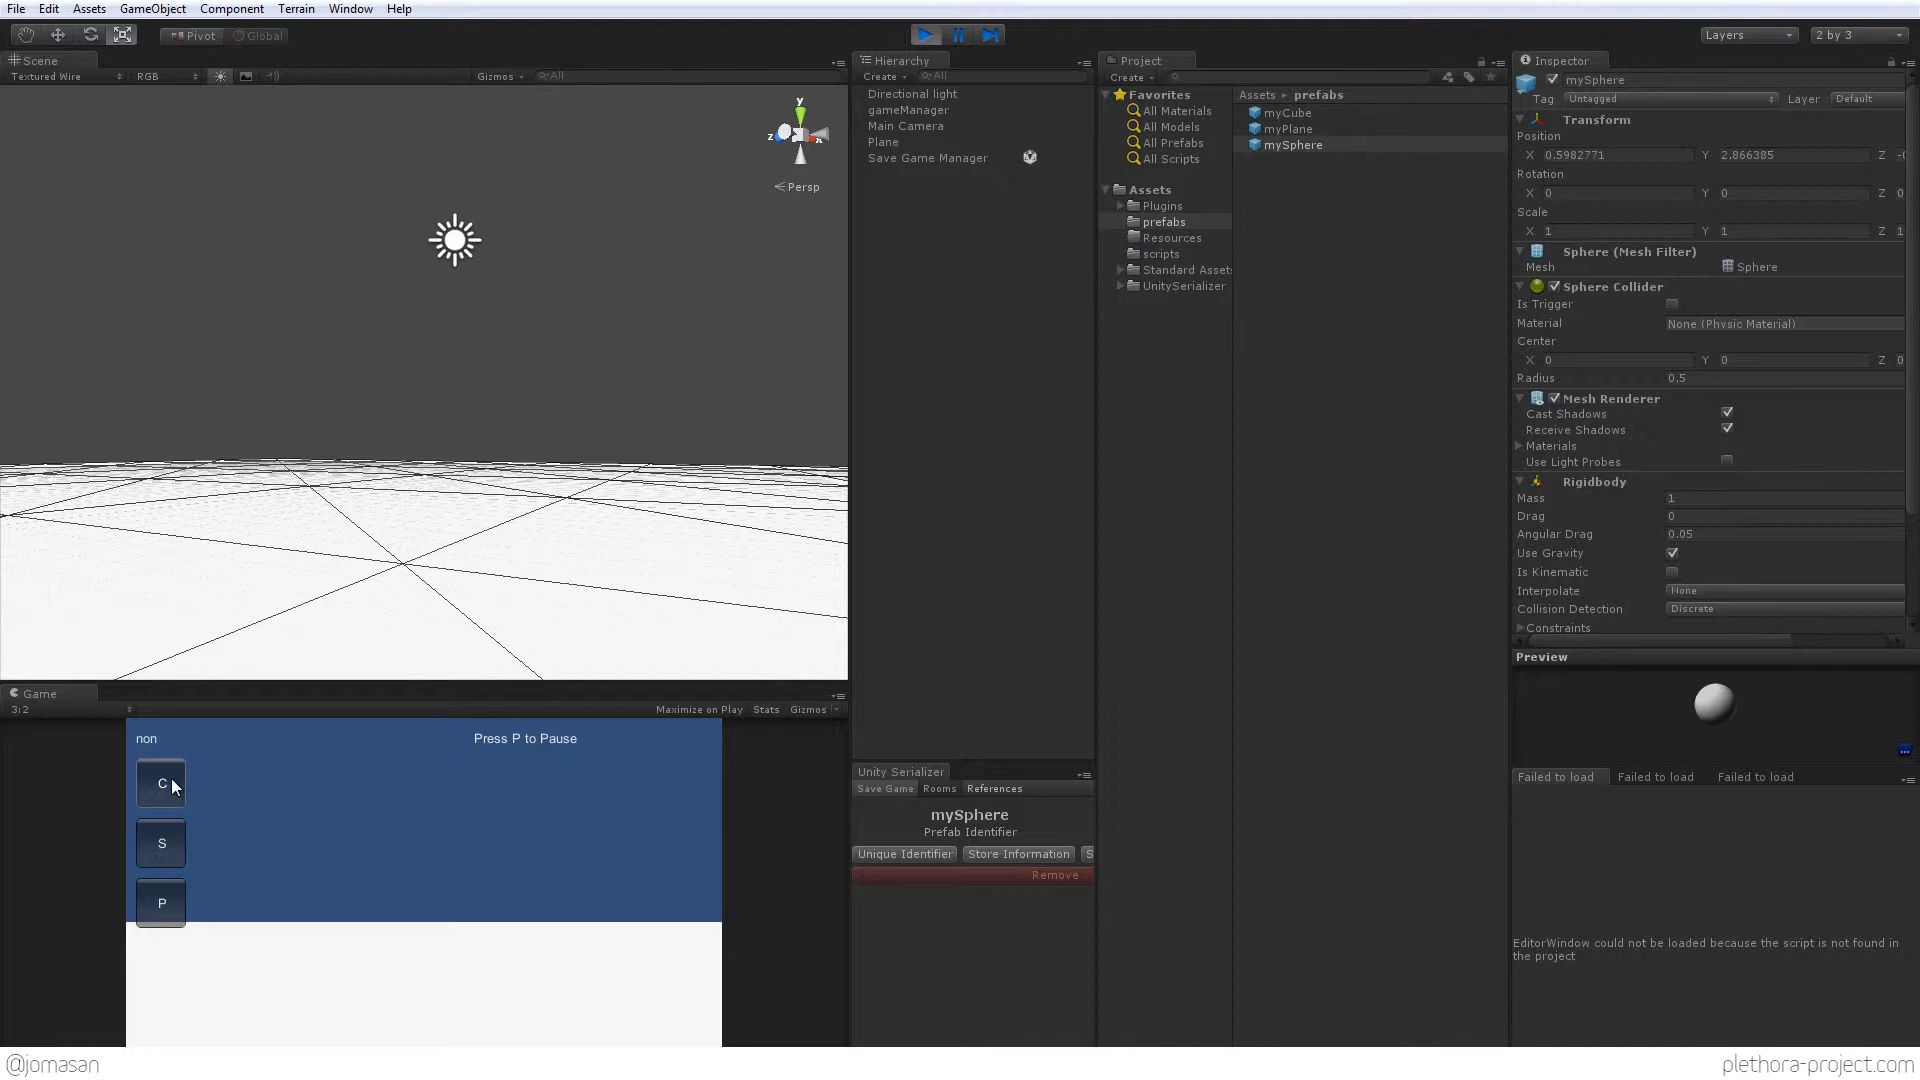 File Edit Assets GameObject Component Terrain Window Help
Pivot Global Layers 2 by 3
Scene
Textured Wire RGB Gizmos All
y
z x
Persp
Hierarchy
Create All
Directional light
gameManager
Main Camera
Plane
Save Game Manager
Project
Create
Favorites
All Materials
All Models
All Prefabs
All Scripts
Assets
Plugins
prefabs
Resources
scripts
Standard Assets
UnitySerializer
Assets prefabs
myCube
myPlane
mySphere
Inspector
mySphere
Tag Untagged Layer Default
Transform
Position
X 0.5982771 Y 2.866385 Z
Rotation
X 0 Y 0 Z 0
Scale
X 1 Y 1 Z 1
Sphere (Mesh Filter)
Mesh Sphere
Sphere Collider
Is Trigger
Material None (Physic Material)
Center
X 0 Y 0 Z 0
Radius 0.5
Mesh Renderer
Cast Shadows
Receive Shadows
Materials
Use Light Probes
Rigidbody
Mass 1
Drag 0
Angular Drag 0.05
Use Gravity
Is Kinematic
Interpolate None
Collision Detection Discrete
Constraints
Preview
Failed to load Failed to load Failed to load
EditorWindow could not be loaded because the script is not found in
the project
Game
3:2 Maximize on Play Stats Gizmos
non Press P to Pause
C
S
P
Unity Serializer
Save Game Rooms References
mySphere
Prefab Identifier
Unique Identifier Store Information S
Remove
@jomasan plethora-project.com